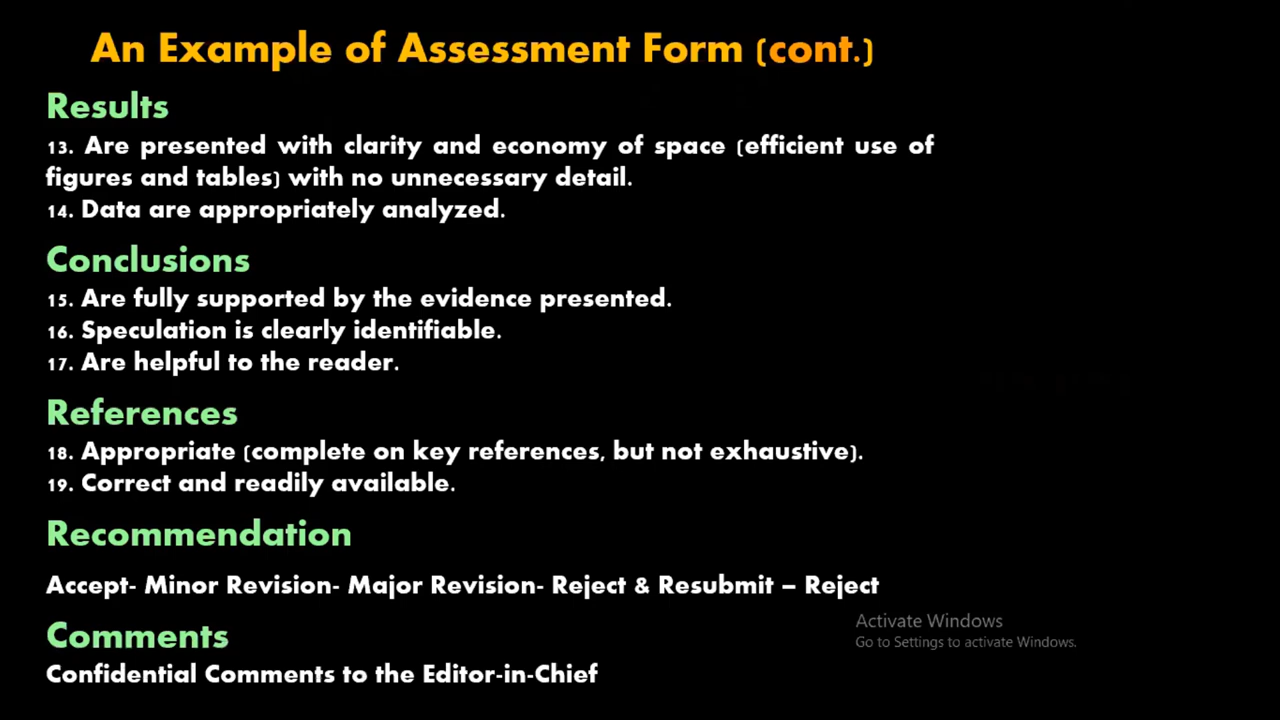 An Example of Assessment Form (cont.)
Results
13. Are presented with clarity and economy of space (efficient use of
figures and tables) with no unnecessary detail.
14. Data are appropriately analyzed.
Conclusions
15. Are fully supported by the evidence presented.
16. Speculation is clearly identifiable.
17. Are helpful to the reader.
References
18. Appropriate (complete on key references, but not exhaustive).
19. Correct and readily available.
Recommendation
Accept- Minor Revision- Major Revision- Reject & Resubmit – Reject
Activate Windows
Go to Settings to activate Windows.
Comments
Confidential Comments to the Editor-in-Chief